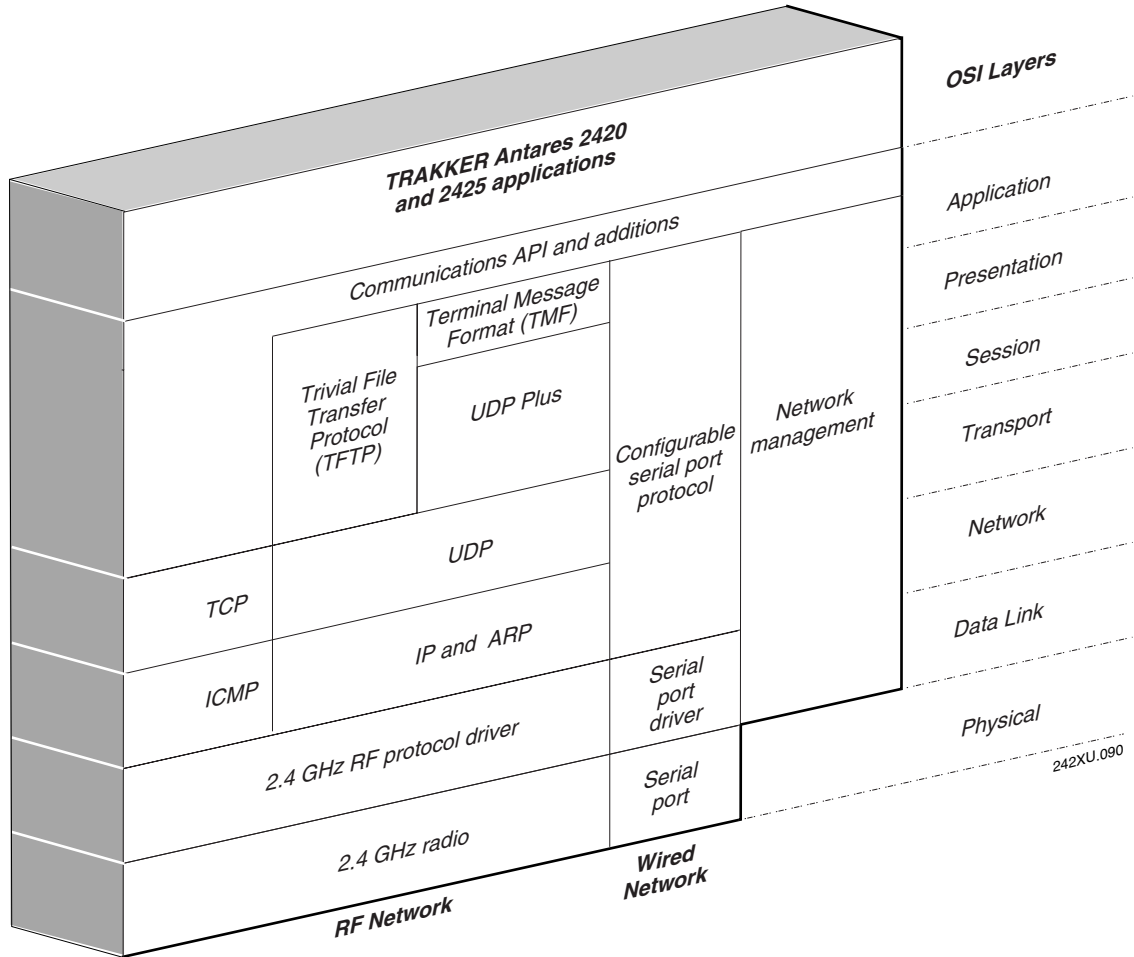 OSI Layers
TRAKKER Antares 2420
and 2425 applications
Application
Communications API and additions
Presentation
Terminal Message
Format (TMF)
Session
Trivial File
Transfer
Protocol
(TFTP)
UDP Plus
Configurable
serial port
protocol
Network
management
Transport
Network
UDP
TCP
Data Link
IP and ARP
ICMP
Serial
port
driver
2.4 GHz RF protocol driver
Physical
242XU.090
Serial
port
2.4 GHz radio
Wired
Network
RF Network